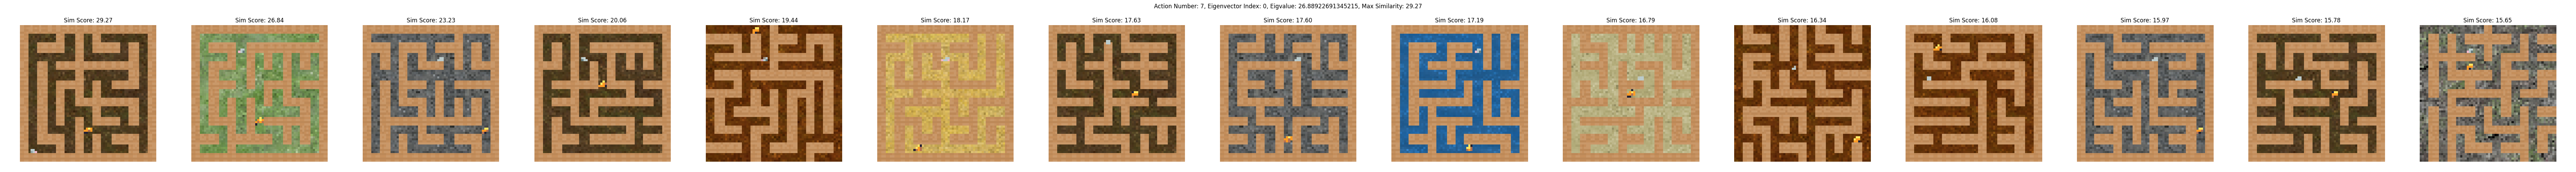 Action Number: 7, Eigenvector Index: 0, Eigvalue: 26.88922691345215, Max Similarity: 29.27
Sim Score: 29.27
Sim Score: 26.84
Sim Score: 23.23
Sim Score: 20.06
Sim Score: 19.44
Sim Score: 18.17
Sim Score: 17.63
Sim Score: 17.60
Sim Score: 17.19
Sim Score: 16.79
Sim Score: 16.34
Sim Score: 16.08
Sim Score: 15.97
Sim Score: 15.78
Sim Score: 15.65